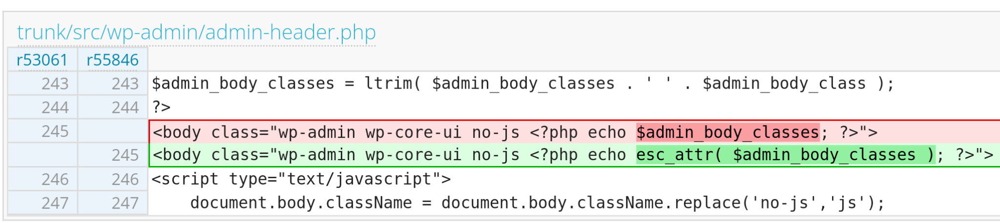 trunk/src/wp-admin/admin-header.php
r53061 r55846
243 243 $admin_body_classes = ltrim( $admin_body_classes . ' ' . $admin_body_class );
244 244 ?>
245 <body class="wp-admin wp-core-ui no-js <?php echo $admin_body_classes; ?>">
245 <body class="wp-admin wp-core-ui no-js <?php echo esc_attr( $admin_body_classes ); ?>">
246 246 <script type="text/javascript">
247 247 document.body.className = document.body.className.replace('no-js','js');